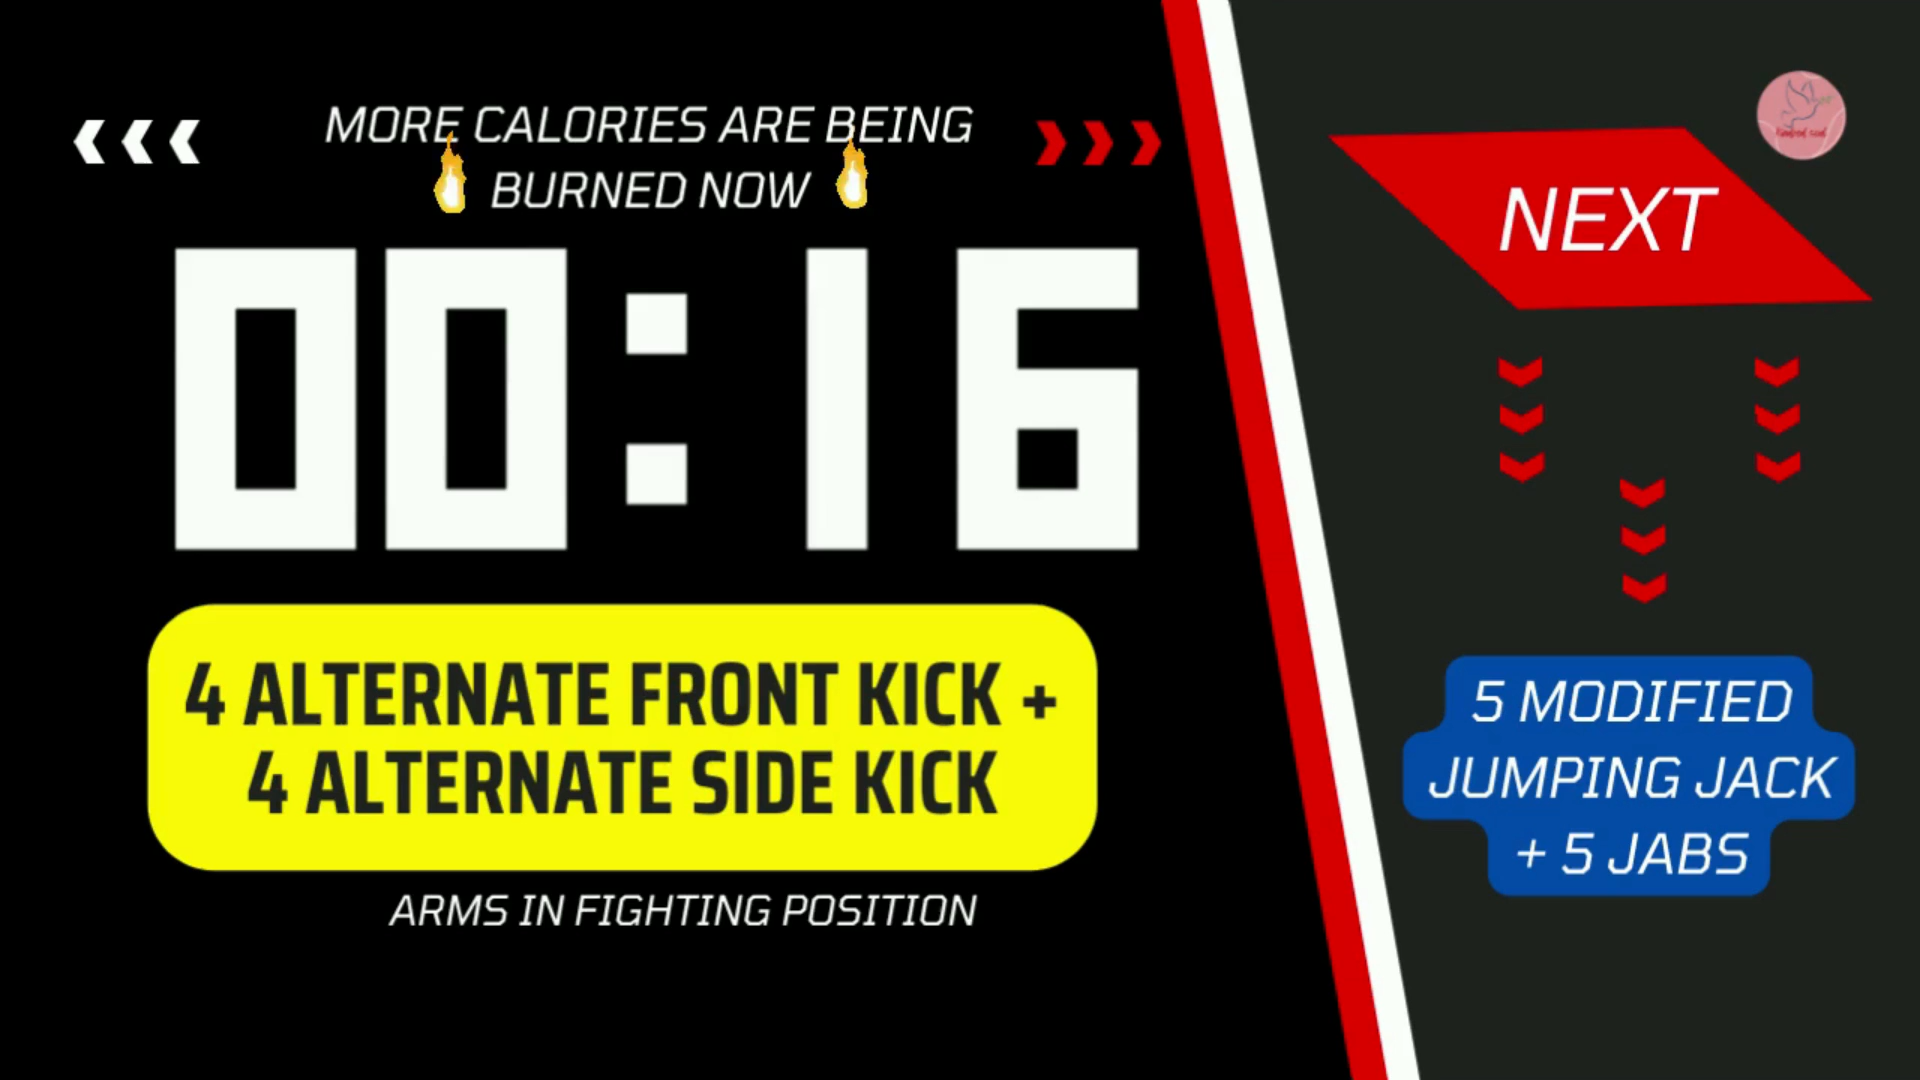 MORE CALORIES ARE BEING
BURNED NOW
00:16
4 ALTERNATE FRONT KICK +
4 ALTERNATE SIDE KICK
ARMS IN FIGHTING POSITION
NEXT
5 MODIFIED
JUMPING JACK
+ 5 JABS